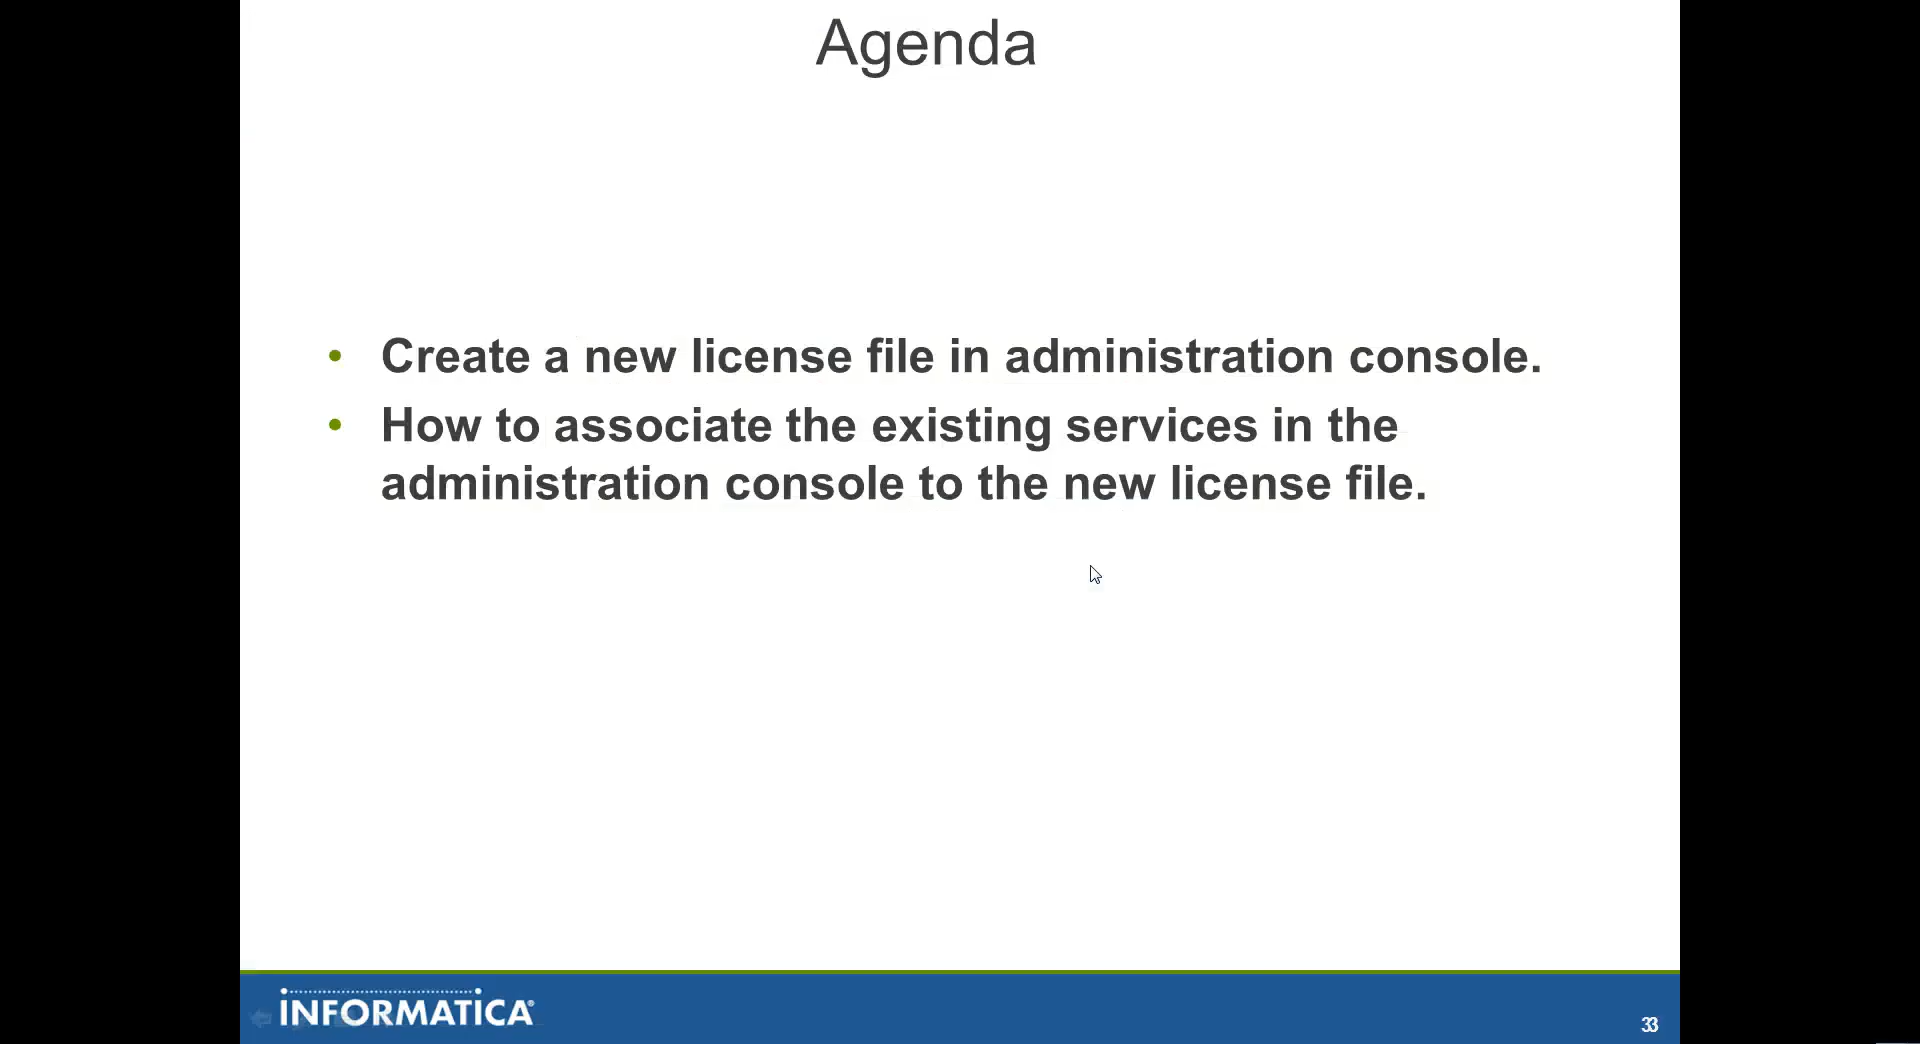 Agenda
• Create a new license file in administration console.
• How to associate the existing services in the
administration console to the new license file.
INFORMATICA®
33